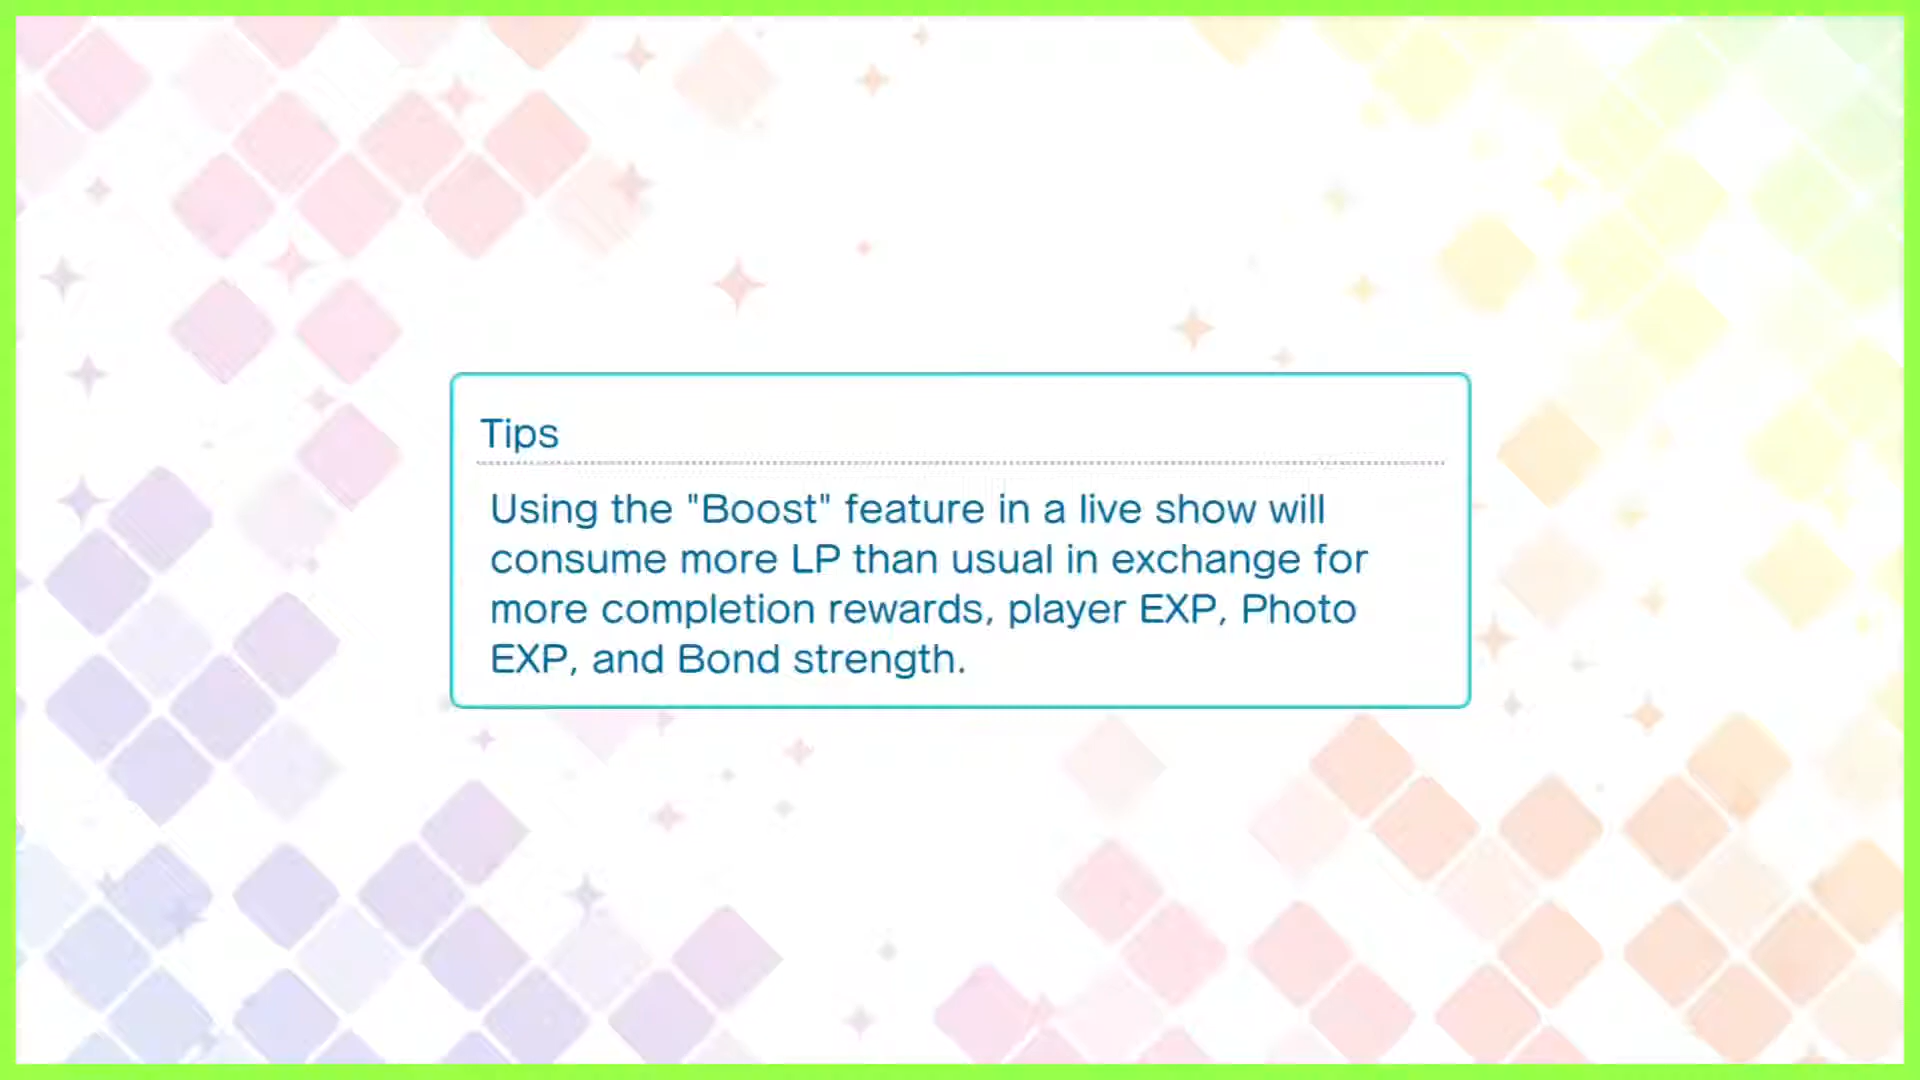 Tips
Using the "Boost" feature in a live show will
consume more LP than usual in exchange for
more completion rewards, player EXP, Photo
EXP, and Bond strength.